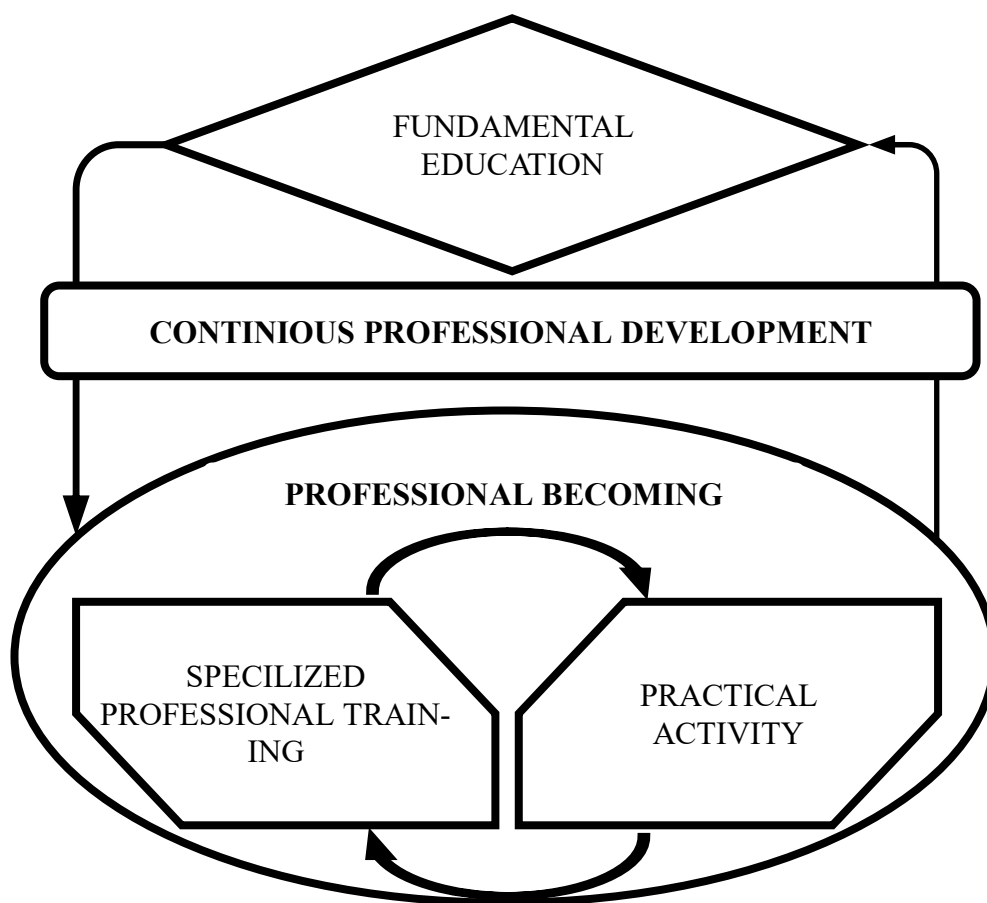 FUNDAMENTAL
EDUCATION
CONTINIOUS PROFESSIONAL DEVELOPMENT
PROFESSIONAL BECOMING
SPECILIZED
PROFESSIONAL TRAIN-
ING
PRACTICAL
ACTIVITY